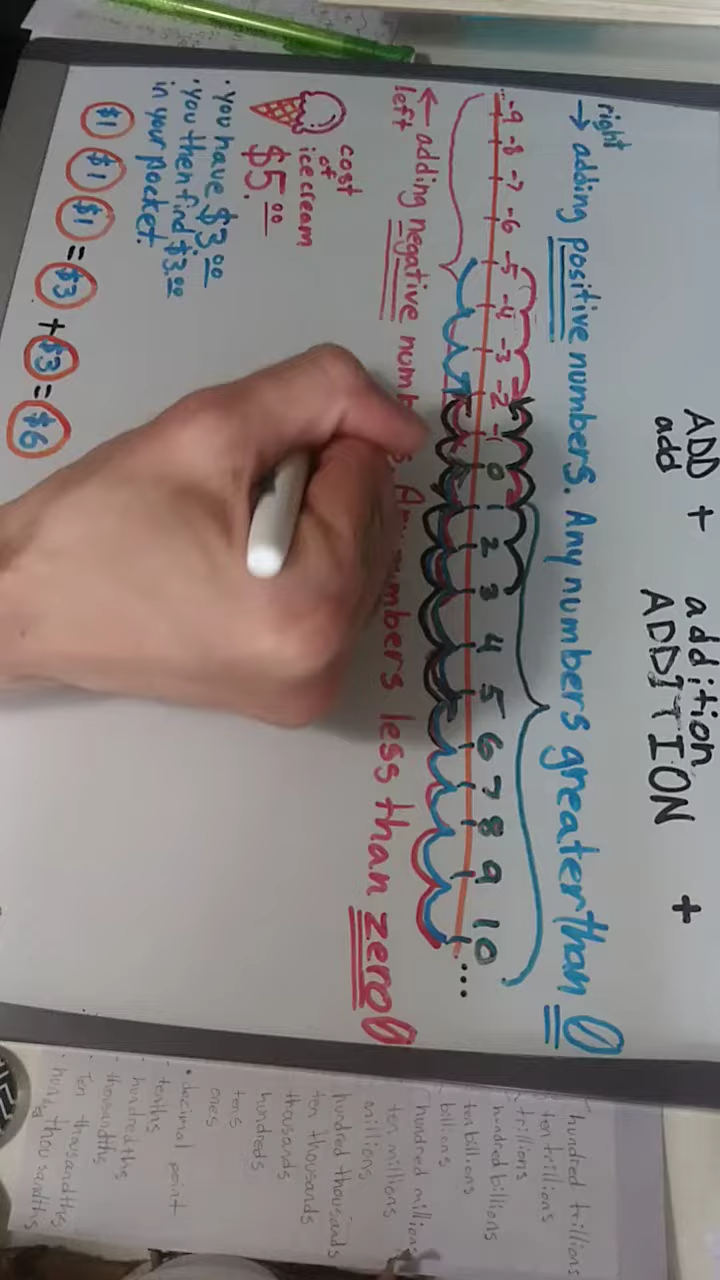 ADD + addition +
add ADDITION
right
→ adding positive numbers. Any numbers greater than 0
-9 -8 -7 -6 -5 -4 -3 -2 -1 0 1 2 3 4 5 6 7 8 9 10 ...
← adding negative numbers less than zero 0
left
cost
of
ice cream
$5.00
• you have $3.00
• you then find $3.00
in your pocket.
$1 $1 $1 = $3 + $3 = $6
hundred trillions
ten trillions
trillions
hundred billions
ten billions
billions
hundred millions
ten millions
millions
hundred thousands
ten thousands
thousands
hundreds
tens
ones
• decimal point
• tenths
hundredths
thousandths
• Ten thousandths
thousandths